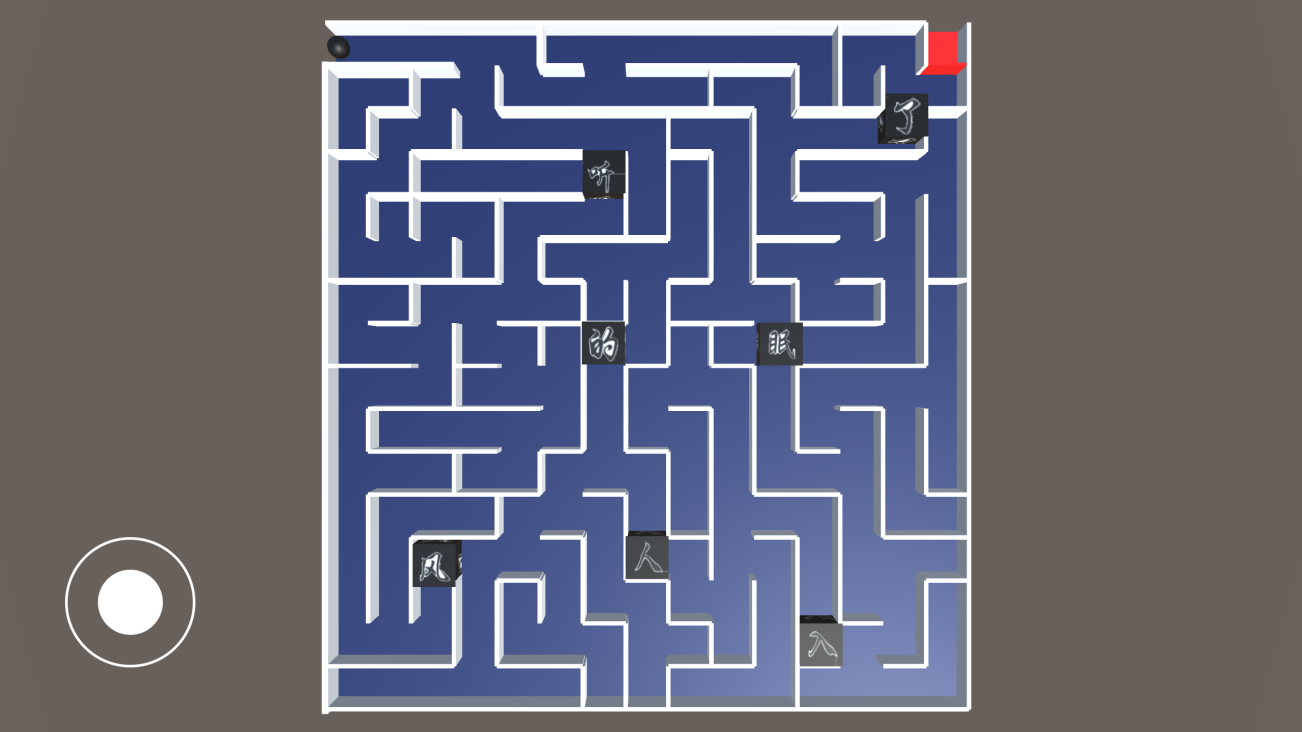 了
听
的
眠
风
人
入